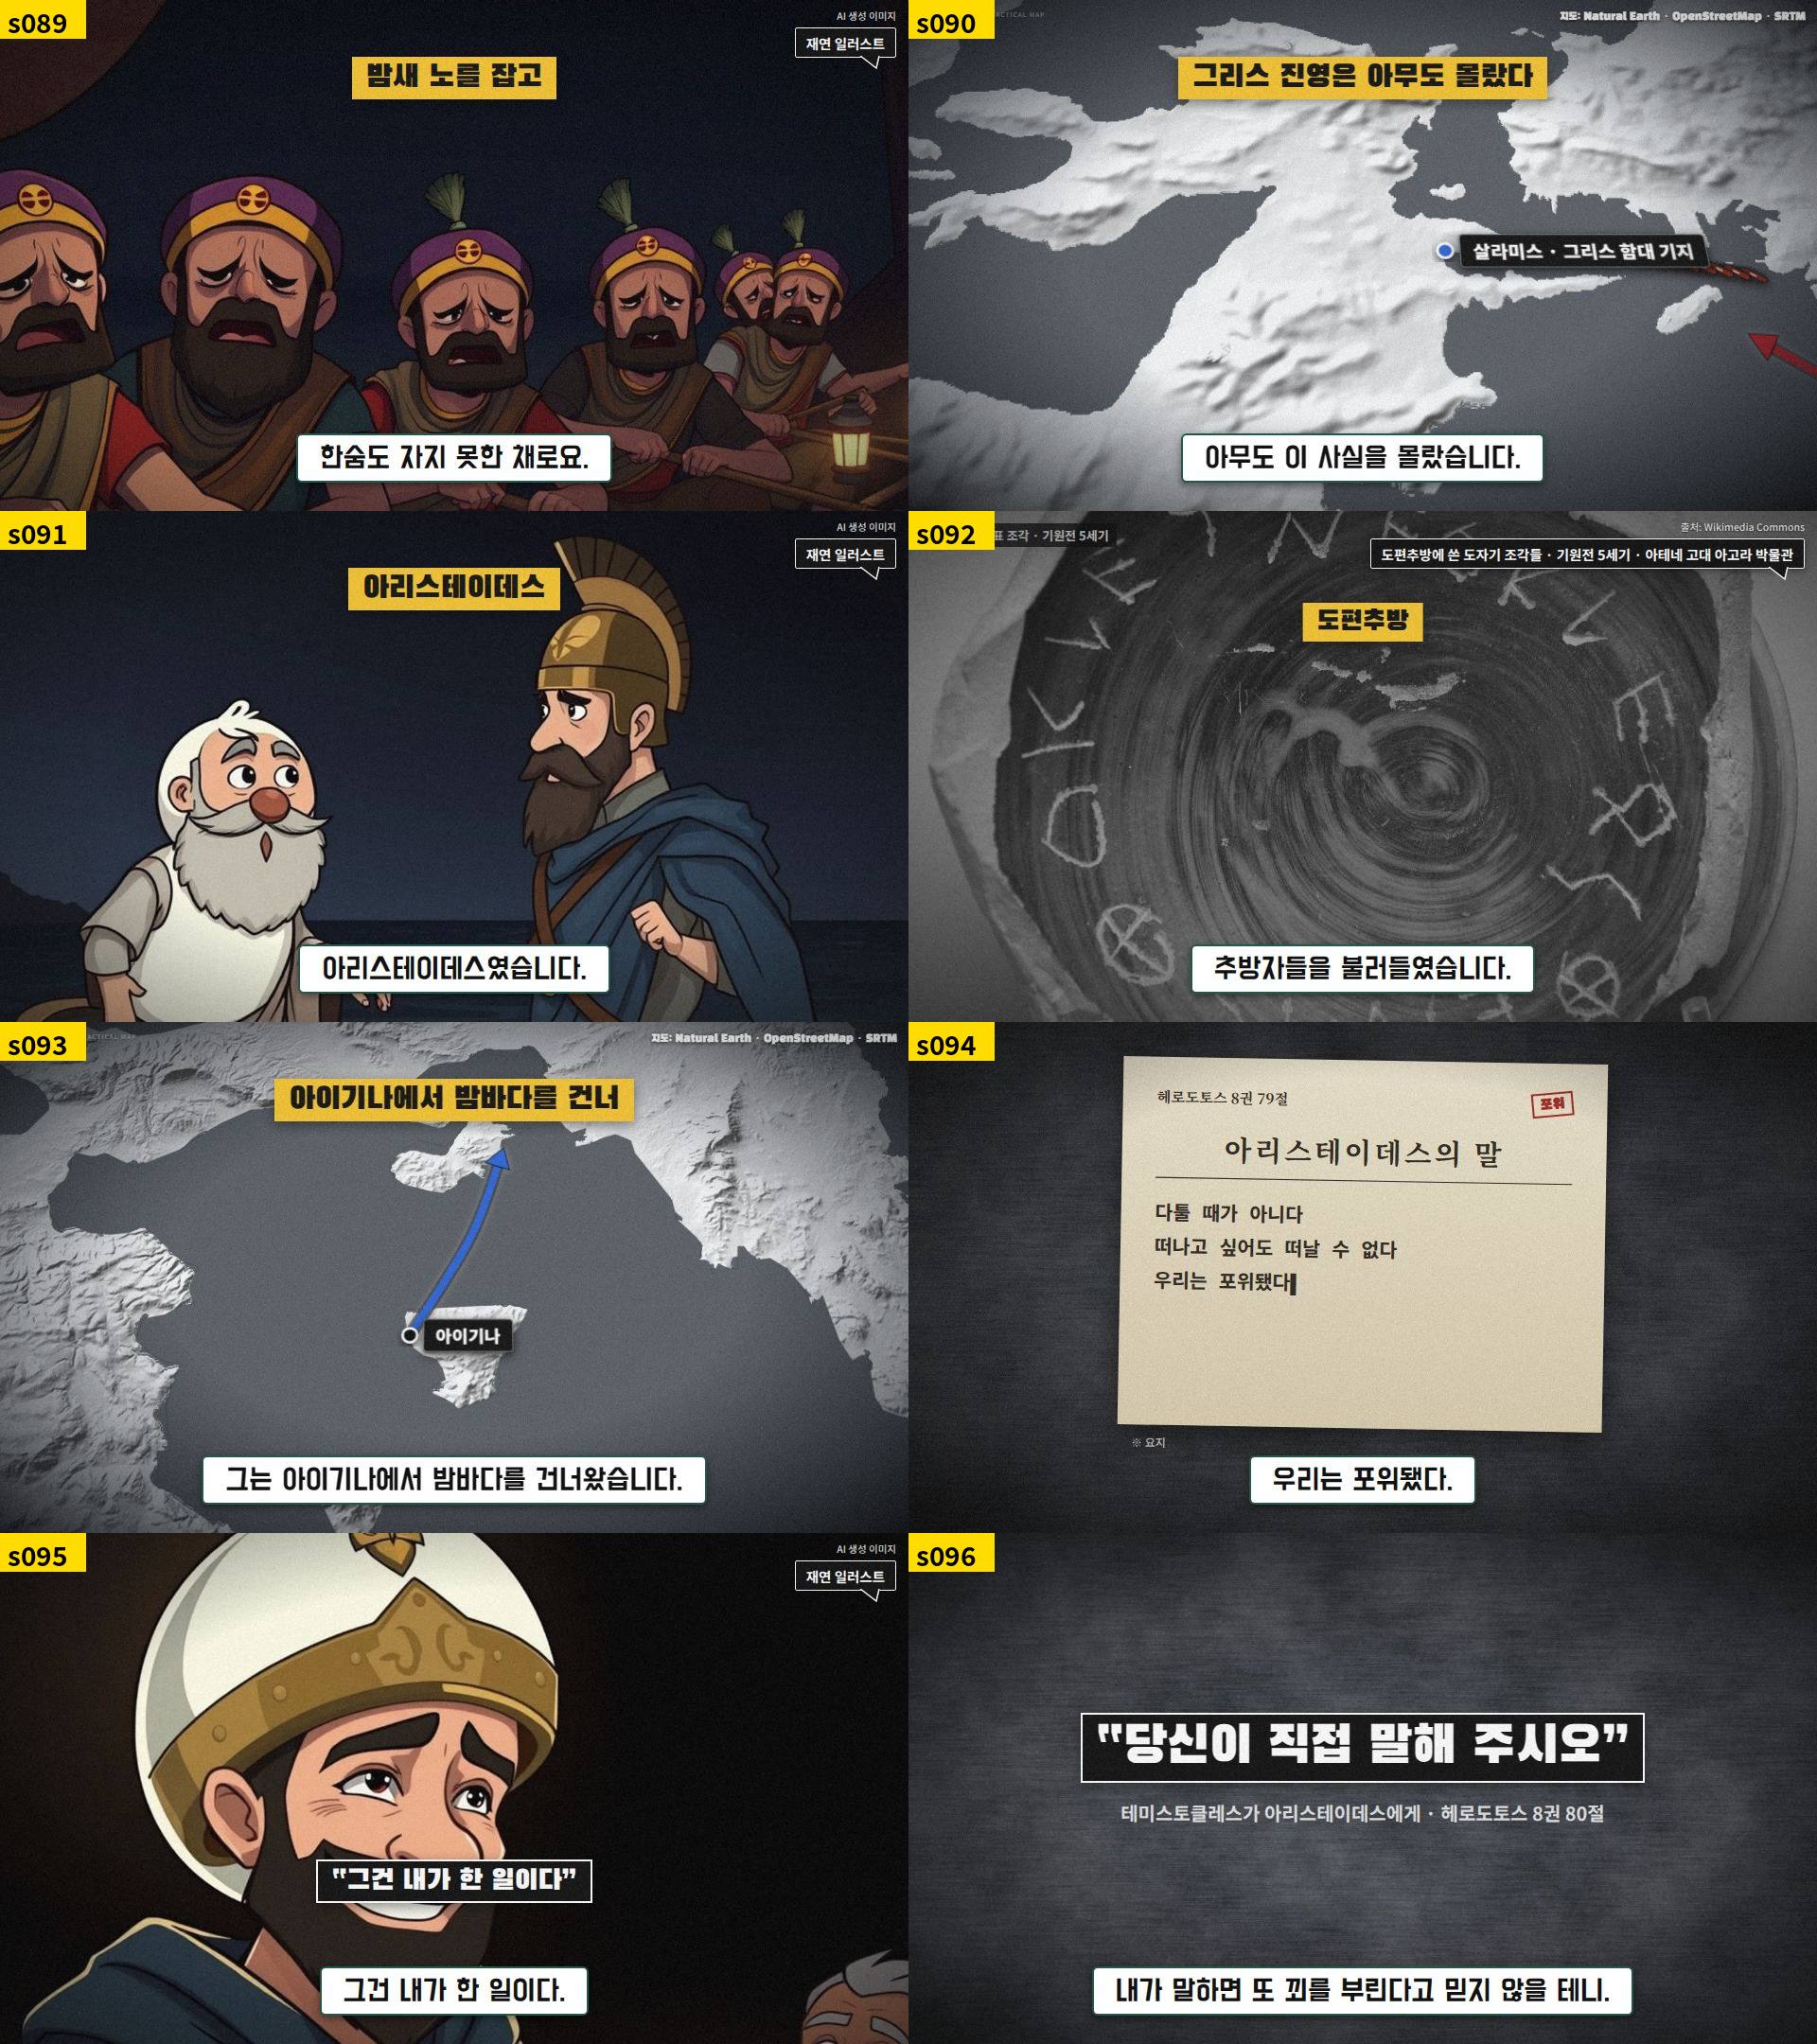 s089
AI 생성 이미지
재연 일러스트
밤새 노를 잡고
한숨도 자지 못한 채로요.
s090
지도: Natural Earth · OpenStreetMap · SRTM
그리스 진영은 아무도 몰랐다
살라미스 · 그리스 함대 기지
아무도 이 사실을 몰랐습니다.
s091
AI 생성 이미지
재연 일러스트
아리스테이데스
아리스테이데스였습니다.
s092
표 조각 · 기원전 5세기
출처: Wikimedia Commons
도편추방에 쓴 도자기 조각들 · 기원전 5세기 · 아테네 고대 아고라 박물관
도편추방
추방자들을 불러들였습니다.
s093
지도: Natural Earth · OpenStreetMap · SRTM
아이기나에서 밤바다를 건너
아이기나
그는 아이기나에서 밤바다를 건너왔습니다.
s094
헤로도토스 8권 79절
포위
아리스테이데스의 말
다툴 때가 아니다
떠나고 싶어도 떠날 수 없다
우리는 포위됐다
※ 요지
우리는 포위됐다.
s095
AI 생성 이미지
재연 일러스트
“그건 내가 한 일이다”
그건 내가 한 일이다.
s096
“당신이 직접 말해 주시오”
테미스토클레스가 아리스테이데스에게 · 헤로도토스 8권 80절
내가 말하면 또 꾀를 부린다고 믿지 않을 테니.